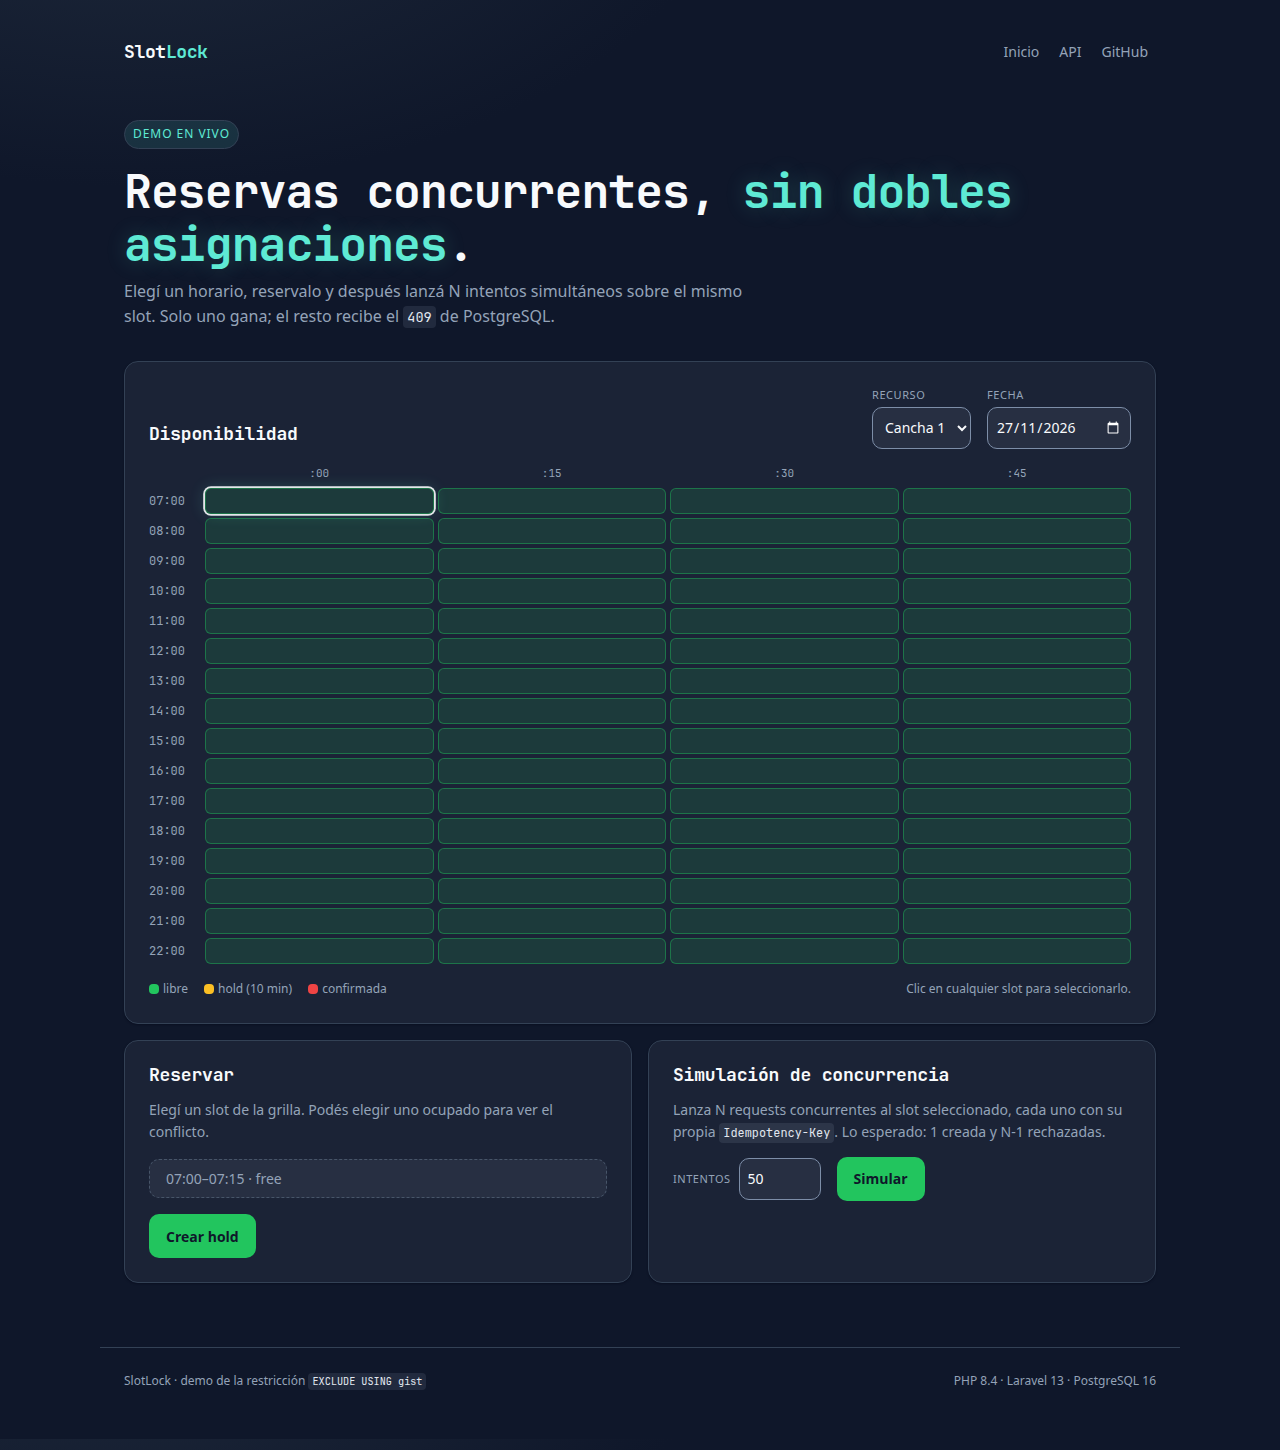 SlotLock
Inicio API GitHub
DEMO EN VIVO
Reservas concurrentes, sin dobles
asignaciones.
Elegí un horario, reservalo y después lanzá N intentos simultáneos sobre el mismo
slot. Solo uno gana; el resto recibe el 409 de PostgreSQL.
RECURSO FECHA
Disponibilidad Cancha 1 27/11/2026
:00 :15 :30 :45
07:00
08:00
09:00
10:00
11:00
12:00
13:00
14:00
15:00
16:00
17:00
18:00
19:00
20:00
21:00
22:00
libre hold (10 min) confirmada Clic en cualquier slot para seleccionarlo.
Reservar
Elegí un slot de la grilla. Podés elegir uno ocupado para ver el
conflicto.
07:00–07:15 · free
Crear hold
Simulación de concurrencia
Lanza N requests concurrentes al slot seleccionado, cada uno con su
propia Idempotency-Key. Lo esperado: 1 creada y N-1 rechazadas.
INTENTOS 50 Simular
SlotLock · demo de la restricción EXCLUDE USING gist
PHP 8.4 · Laravel 13 · PostgreSQL 16